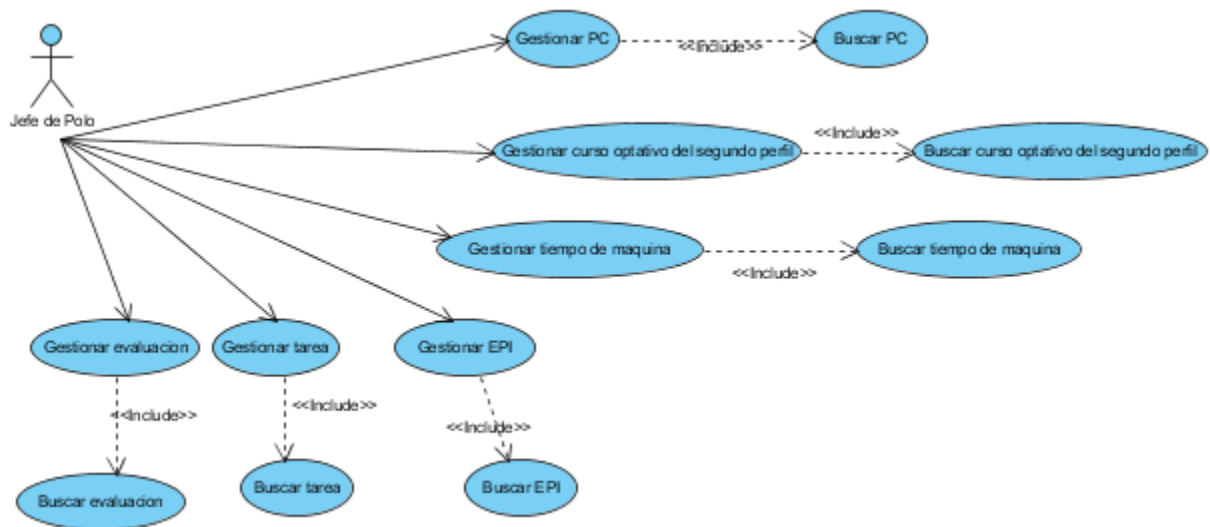 Jefe de Polo
Gestionar PC
<<Include>>
Buscar PC
Gestionar curso optativo del segundo perfil
<<Include>>
Buscar curso optativo del segundo perfil
Gestionar tiempo de maquina
<<Include>>
Buscar tiempo de maquina
Gestionar evaluacion
Gestionar tarea
Gestionar EPI
<<Include>>
<<Include>>
<<Include>>
Buscar evaluacion
Buscar tarea
Buscar EPI